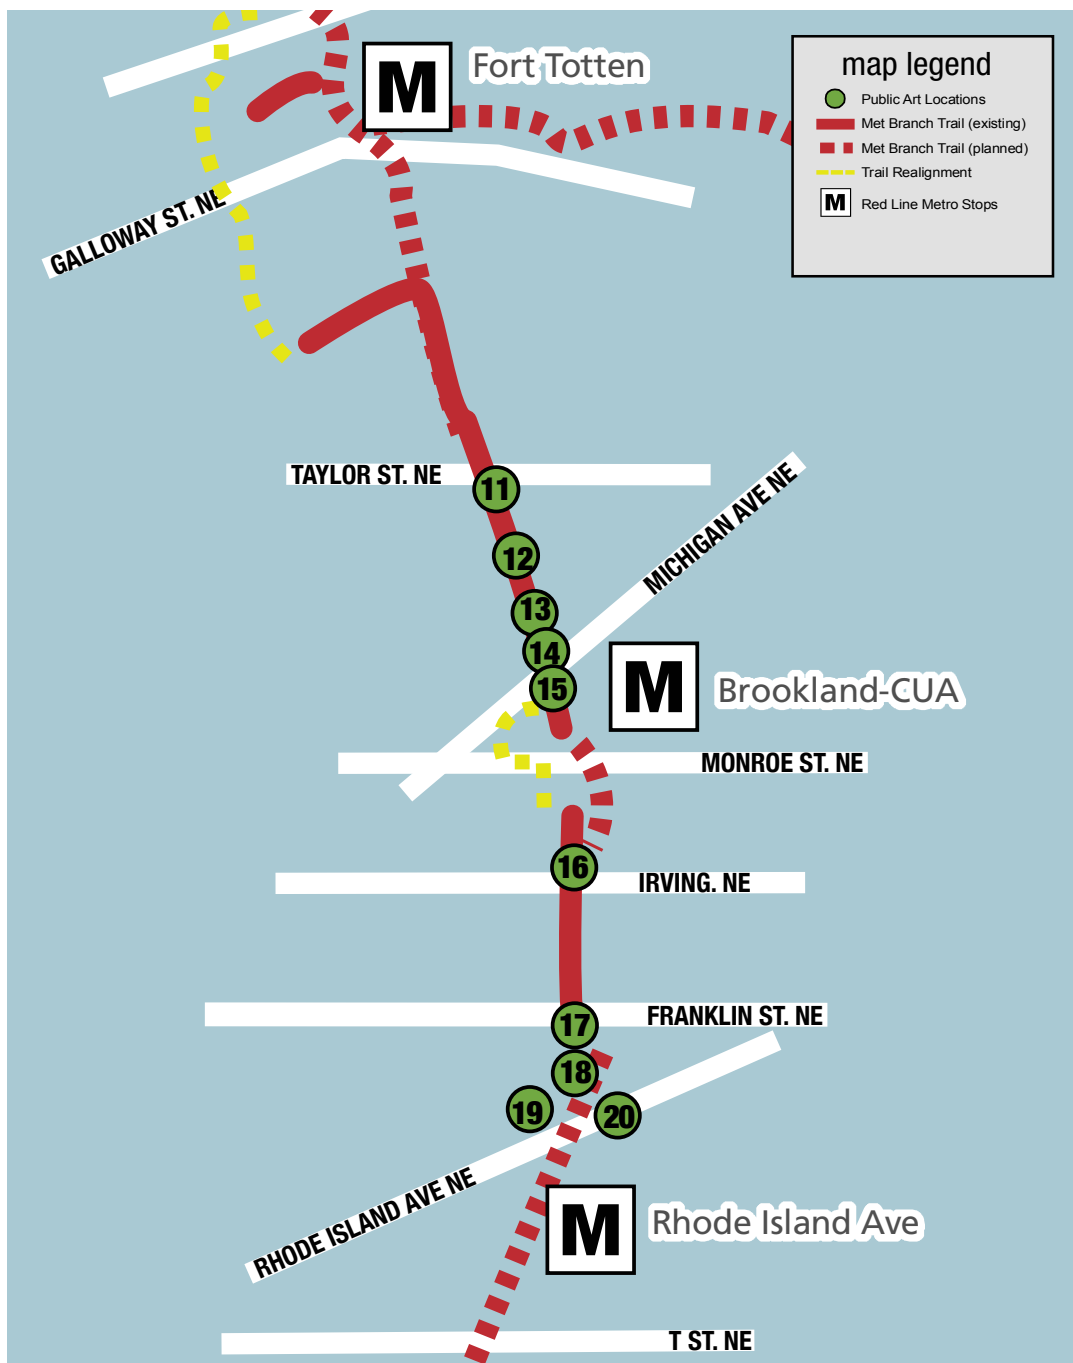 M
Fort Totten
map legend
Public Art Locations
Met Branch Trail (existing)
Met Branch Trail (planned)
Trail Realignment
M
Red Line Metro Stops
GALLOWAY ST. NE
TAYLOR ST. NE
11
MICHIGAN AVE NE
12
13
14
15
M
Brookland-CUA
MONROE ST. NE
16
IRVING. NE
17
FRANKLIN ST. NE
18
19
20
RHODE ISLAND AVE NE
M
Rhode Island Ave
T ST. NE